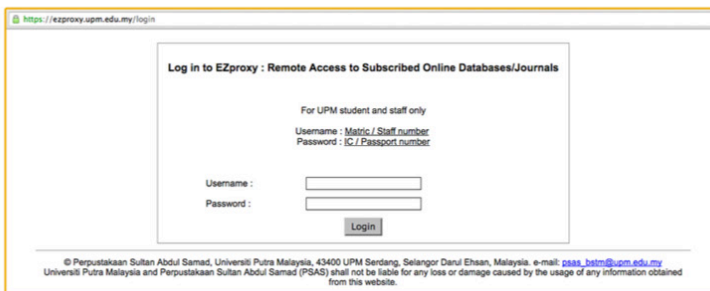 https://ezproxy.upm.edu.my/login
Log in to EZproxy : Remote Access to Subscribed Online Databases/Journals
For UPM student and staff only
Username : Matric / Staff number
Password : IC / Passport number
Username :
Password :
Login
© Perpustakaan Sultan Abdul Samad, Universiti Putra Malaysia, 43400 UPM Serdang, Selangor Darul Ehsan, Malaysia. e-mail: psas_bstm@upm.edu.my
Universiti Putra Malaysia and Perpustakaan Sultan Abdul Samad (PSAS) shall not be liable for any loss or damage caused by the usage of any information obtained
from this website.